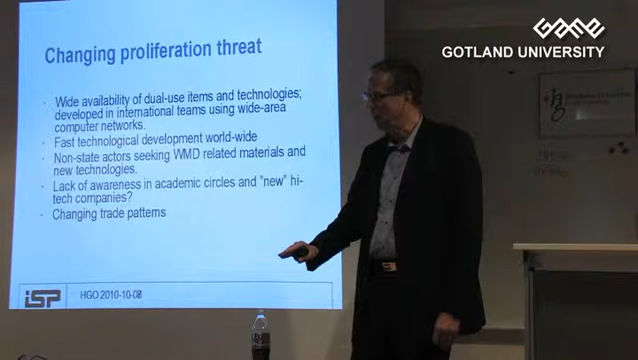 Changing proliferation threat
GAME
GOTLAND UNIVERSITY
· Wide availability of dual-use items and technologies;
developed in international teams using wide-area
computer networks.
· Fast technological development world-wide
· Non-state actors seeking WMD related materials and
new technologies.
· Lack of awareness in academic circles and "new" hi-
tech companies?
· Changing trade patterns
iSP
HGO 2010-10-08